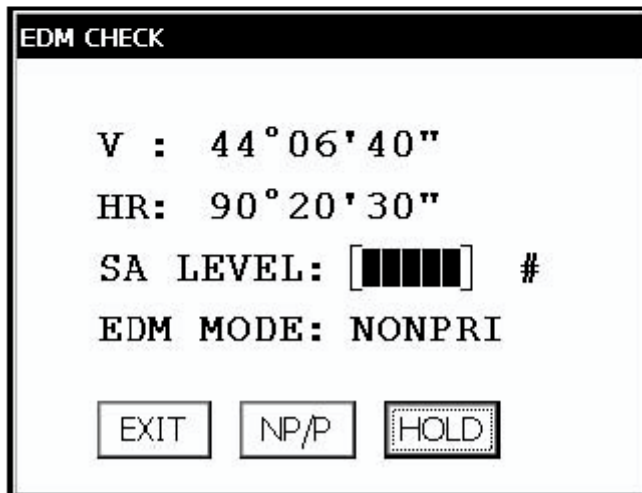 EDM CHECK
V : 44°06'40"
HR: 90°20'30"
SA LEVEL: [█████] #
EDM MODE: NONPRI
EXIT NP/P HOLD